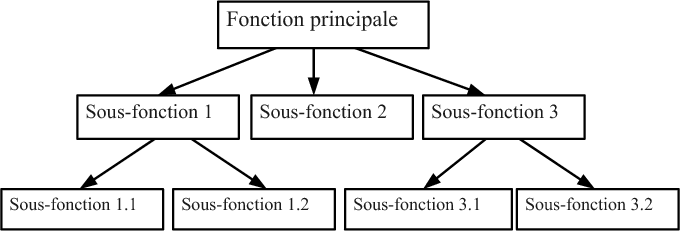 Fonction principale
Sous-fonction 1
Sous-fonction 2
Sous-fonction 3
Sous-fonction 1.1
Sous-fonction 1.2
Sous-fonction 3.1
Sous-fonction 3.2